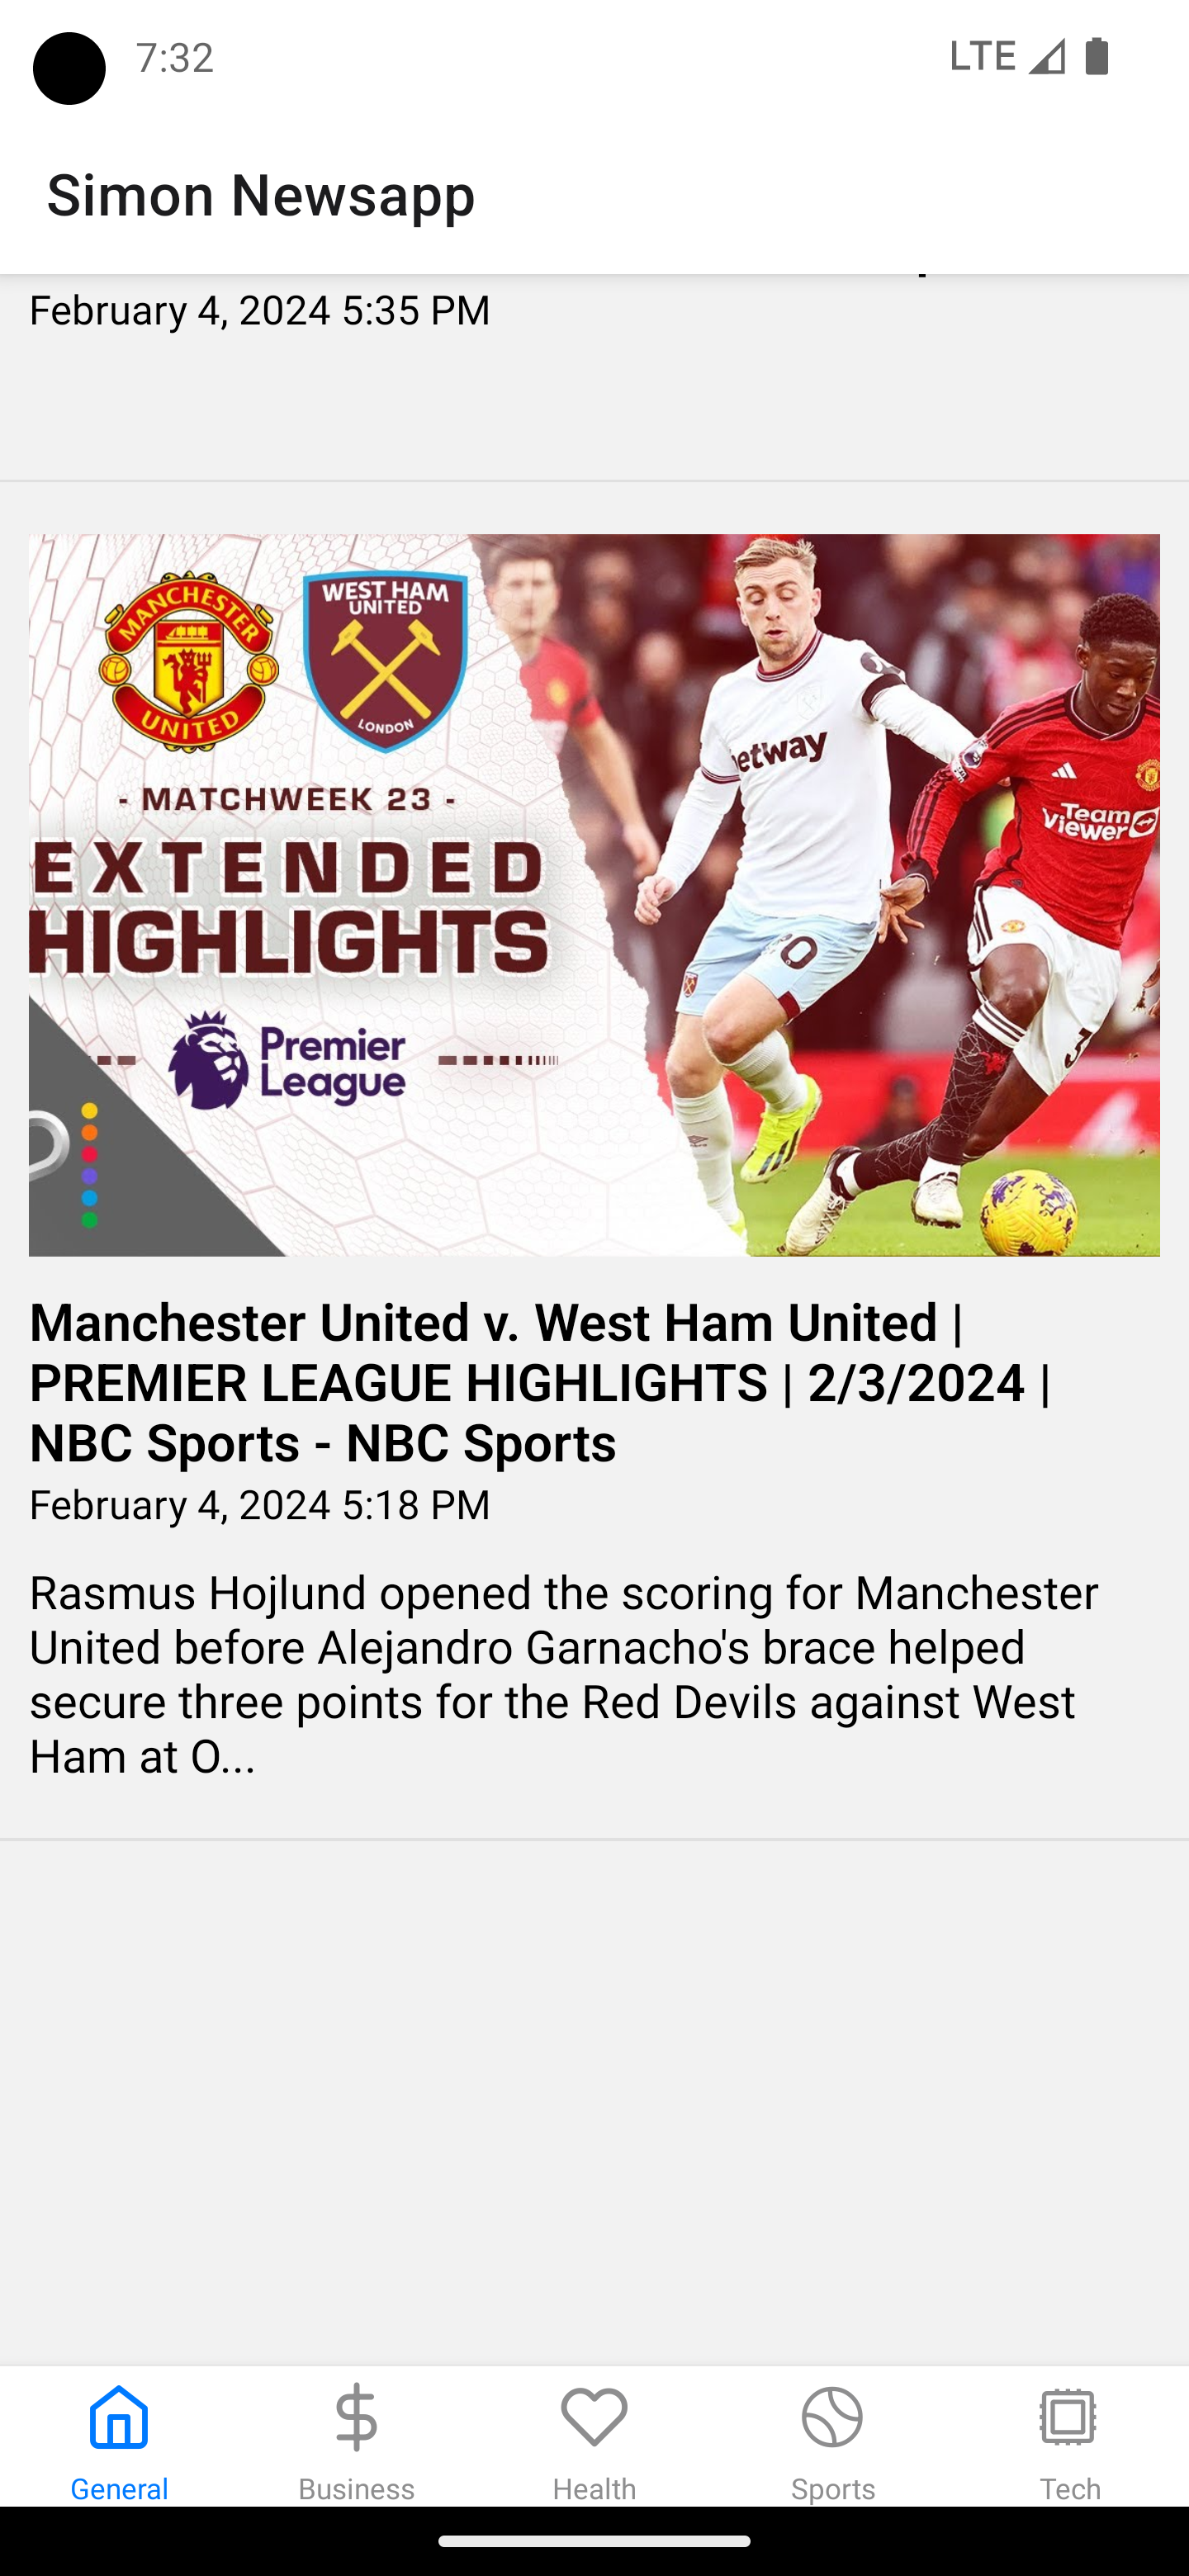 7:32
LTE
Simon Newsapp
February 4, 2024 5:35 PM
MANCHESTER
UNITED
WEST HAM
UNITED
LONDON
- MATCHWEEK 23 -
EXTENDED
HIGHLIGHTS
Premier
League
betway
Team
Viewer
Manchester United v. West Ham United |
PREMIER LEAGUE HIGHLIGHTS | 2/3/2024 |
NBC Sports - NBC Sports
February 4, 2024 5:18 PM
Rasmus Hojlund opened the scoring for Manchester
United before Alejandro Garnacho's brace helped
secure three points for the Red Devils against West
Ham at O...
General
Business
Health
Sports
Tech